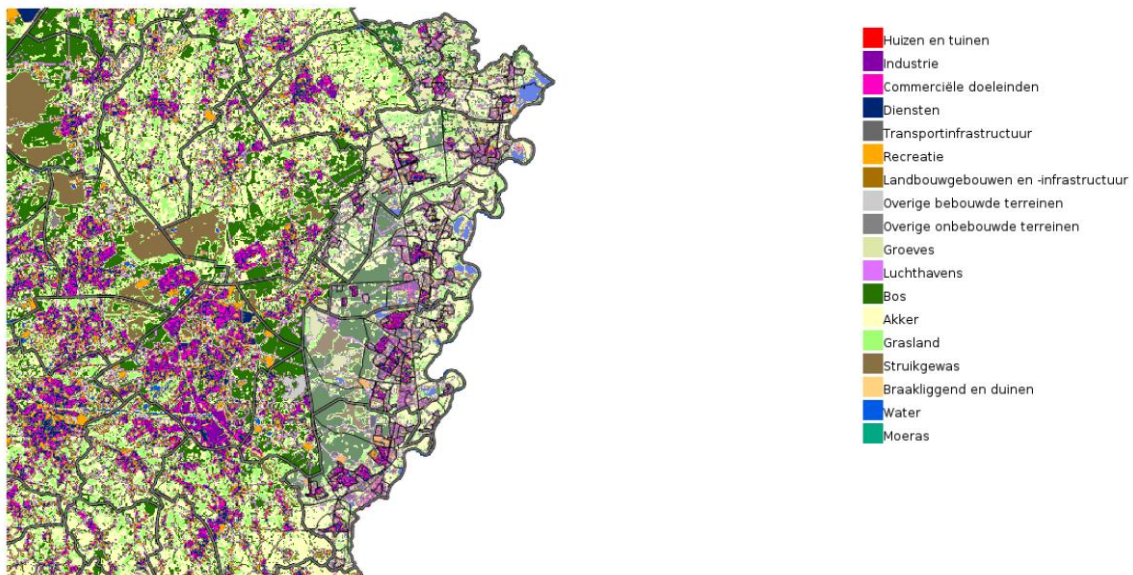 Huizen en tuinen
Industrie
Commerciële doeleinden
Diensten
Transportinfrastructuur
Recreatie
Landbouwgebouwen en -infrastructuur
Overige bebouwde terreinen
Overige onbebouwde terreinen
Groeves
Luchthavens
Bos
Akker
Grasland
Struikgewas
Braakliggend en duinen
Water
Moeras